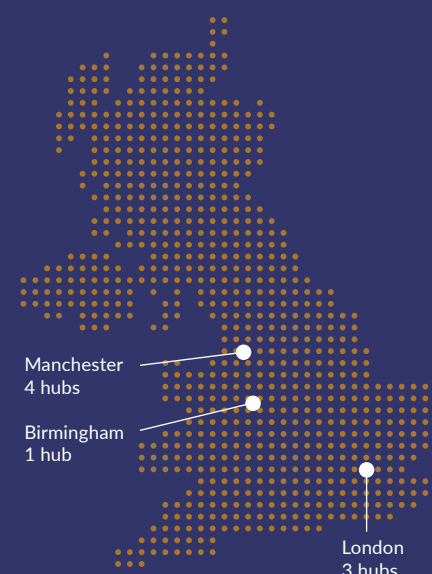 Manchester
4 hubs
Birmingham
1 hub
London
3 hubs